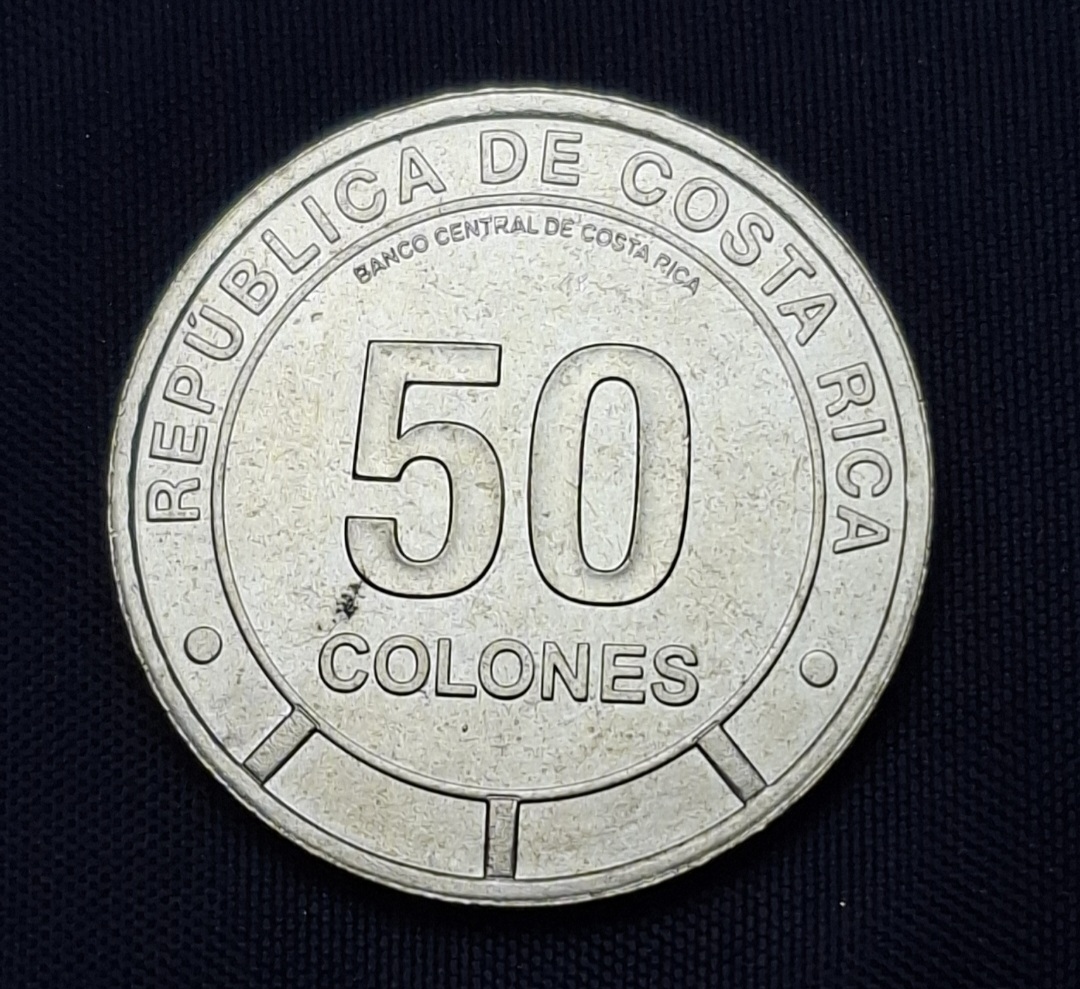 REPÚBLICA DE COSTA RICA
BANCO CENTRAL DE COSTA RICA
50
COLONES